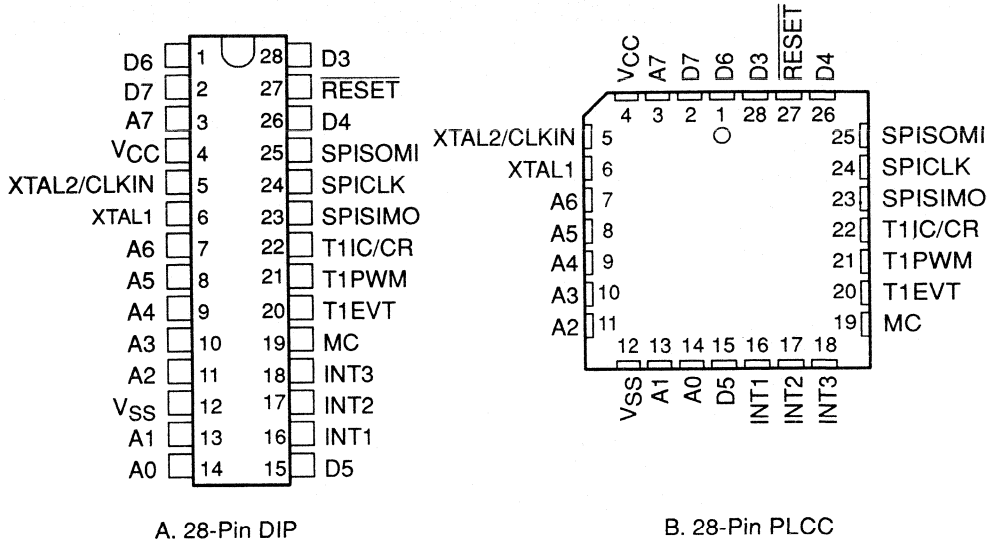 D6 1 28 D3
D7 2 27 RESET
A7 3 26 D4
VCC 4 25 SPISOMI
XTAL2/CLKIN 5 24 SPICLK
XTAL1 6 23 SPISIMO
A6 7 22 T1IC/CR
A5 8 21 T1PWM
A4 9 20 T1EVT
A3 10 19 MC
A2 11 18 INT3
VSS 12 17 INT2
A1 13 16 INT1
A0 14 15 D5
A. 28-Pin DIP
VCC A7 D7 D6 D3 RESET D4
4 3 2 1 28 27 26
XTAL2/CLKIN 5 25 SPISOMI
XTAL1 6 24 SPICLK
A6 7 23 SPISIMO
A5 8 22 T1IC/CR
A4 9 21 T1PWM
A3 10 20 T1EVT
A2 11 19 MC
12 13 14 15 16 17 18
VSS A1 A0 D5 INT1 INT2 INT3
B. 28-Pin PLCC